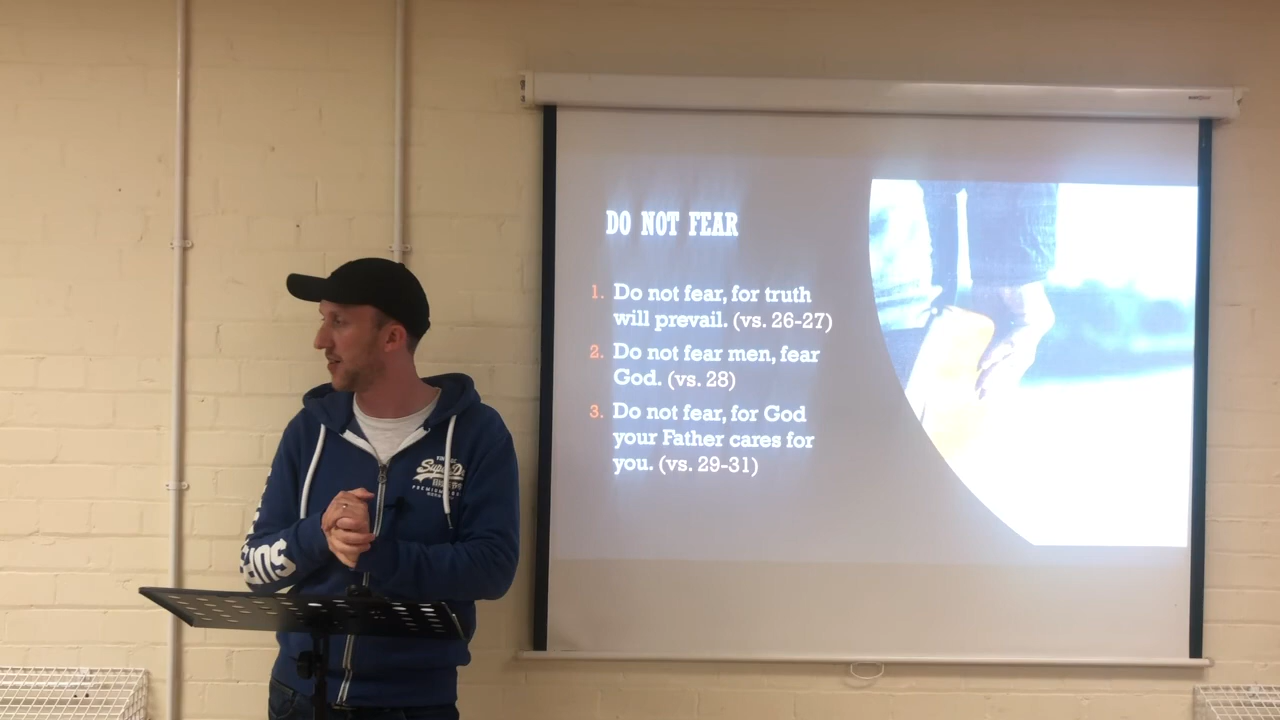 DO NOT FEAR
1. Do not fear, for truth
will prevail. (vs. 26-27)
2. Do not fear men, fear
God. (vs. 28)
3. Do not fear, for God
your Father cares for
you. (vs. 29-31)